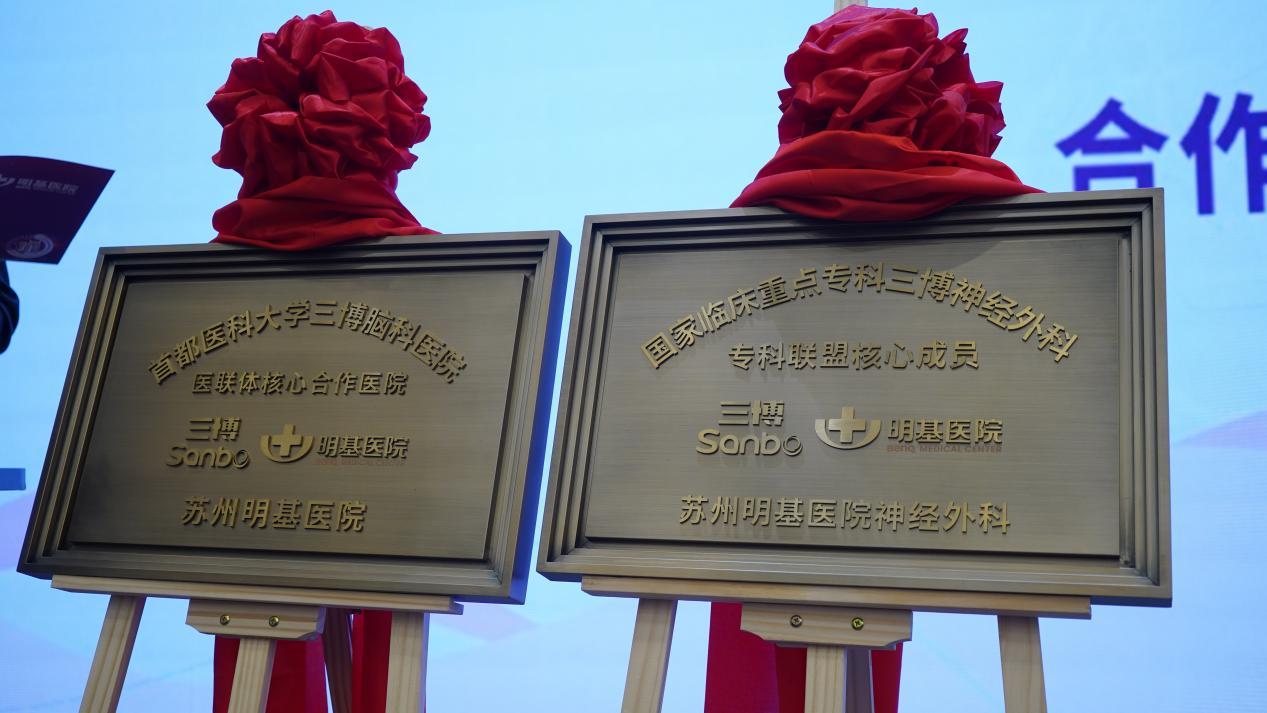 明基医院
合作
首都医科大学三博脑科医院
医联体核心合作医院
三博
Sanbo
明基医院
BenQ MEDICAL CENTER
苏州明基医院
国家临床重点专科三博神经外科
专科联盟核心成员
三博
Sanbo
明基医院
BenQ MEDICAL CENTER
苏州明基医院神经外科